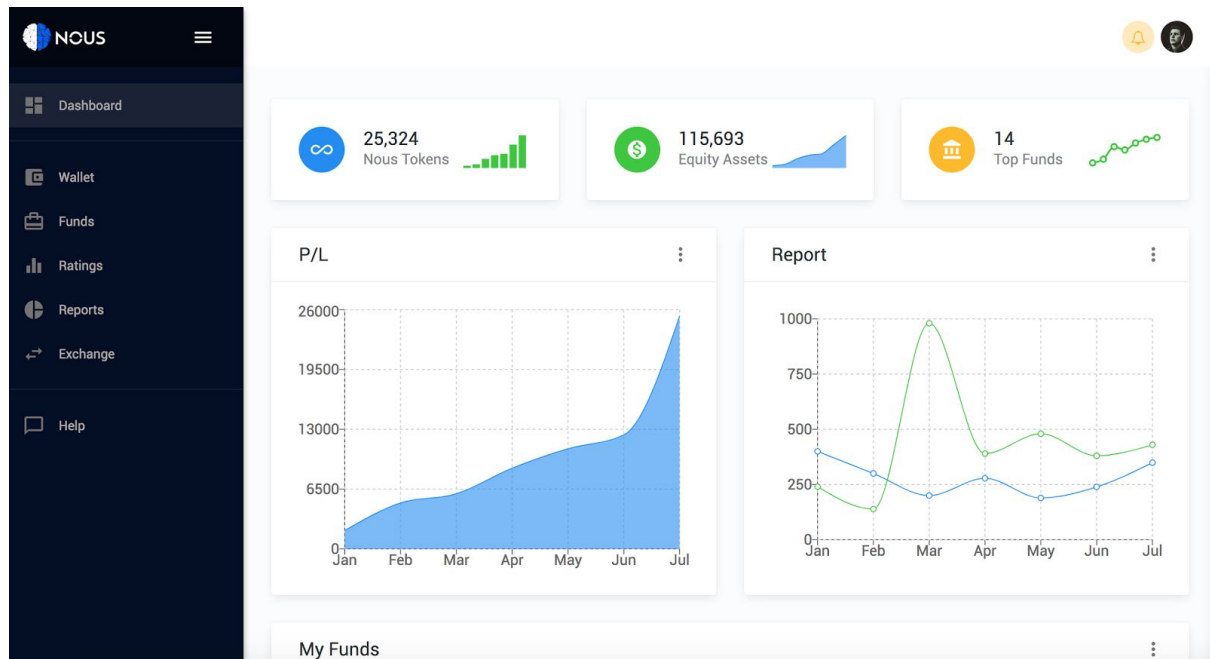 NOUS
Dashboard
Wallet
Funds
Ratings
Reports
Exchange
Help
25,324
Nous Tokens
115,693
Equity Assets
14
Top Funds
P/L
26000
19500
13000
6500
0
Jan Feb Mar Apr May Jun Jul
Report
1000
750
500
250
0
Jan Feb Mar Apr May Jun Jul
My Funds